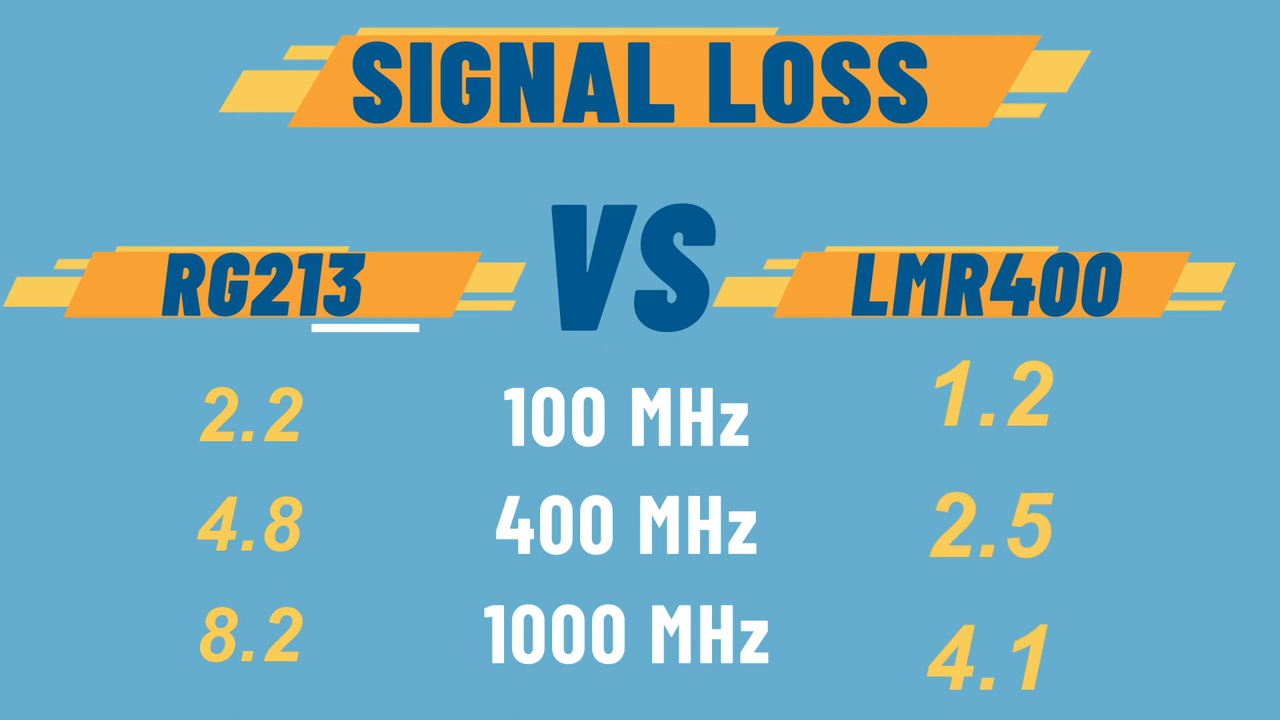 SIGNAL LOSS
RG213 VS LMR400
2.2 100 MHz 1.2
4.8 400 MHz 2.5
8.2 1000 MHz 4.1